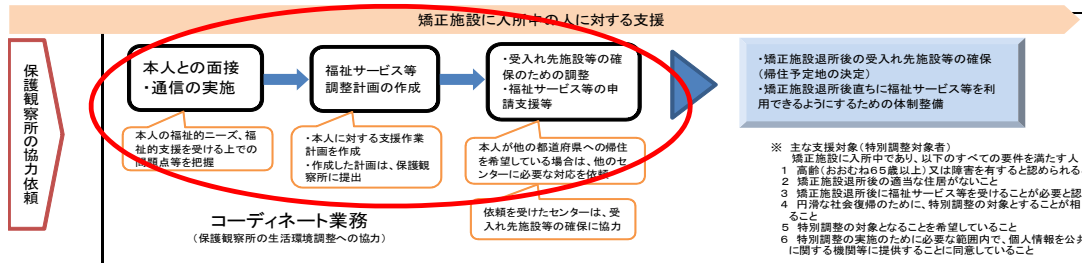 矯正施設に入所中の人に対する支援
保護観察所の協力依頼
本人との面接
・通信の実施
福祉サービス等
調整計画の作成
・受入れ先施設等の確
保のための調整
・福祉サービス等の申
請支援等
・矯正施設退所後の受入れ先施設等の確保
（帰住予定地の決定）
・矯正施設退所後直ちに福祉サービス等を利
用できるようにするための体制整備
本人の福祉的ニーズ、福
祉的支援を受ける上での
問題点等を把握
・本人に対する支援作業
計画を作成
・作成した計画は、保護観
察所に提出
本人が他の都道府県への帰住
を希望している場合は、他のセ
ンターに必要な対応を依頼
依頼を受けたセンターは、受
入れ先施設等の確保に協力
コーディネート業務
（保護観察所の生活環境調整への協力）
※ 主な支援対象（特別調整対象者）
矯正施設に入所中であり、以下のすべての要件を満たす人
1 高齢（おおむね６５歳以上）又は障害を有すると認められる
2 矯正施設退所後の適当な住居がないこと
3 矯正施設退所後に福祉サービス等を受けることが必要と認
4 円滑な社会復帰のために、特別調整の対象とすることが相
ること
5 特別調整の対象となることを希望していること
6 特別調整の実施のために必要な範囲内で、個人情報を公共
に関する機関等に提供することに同意していること